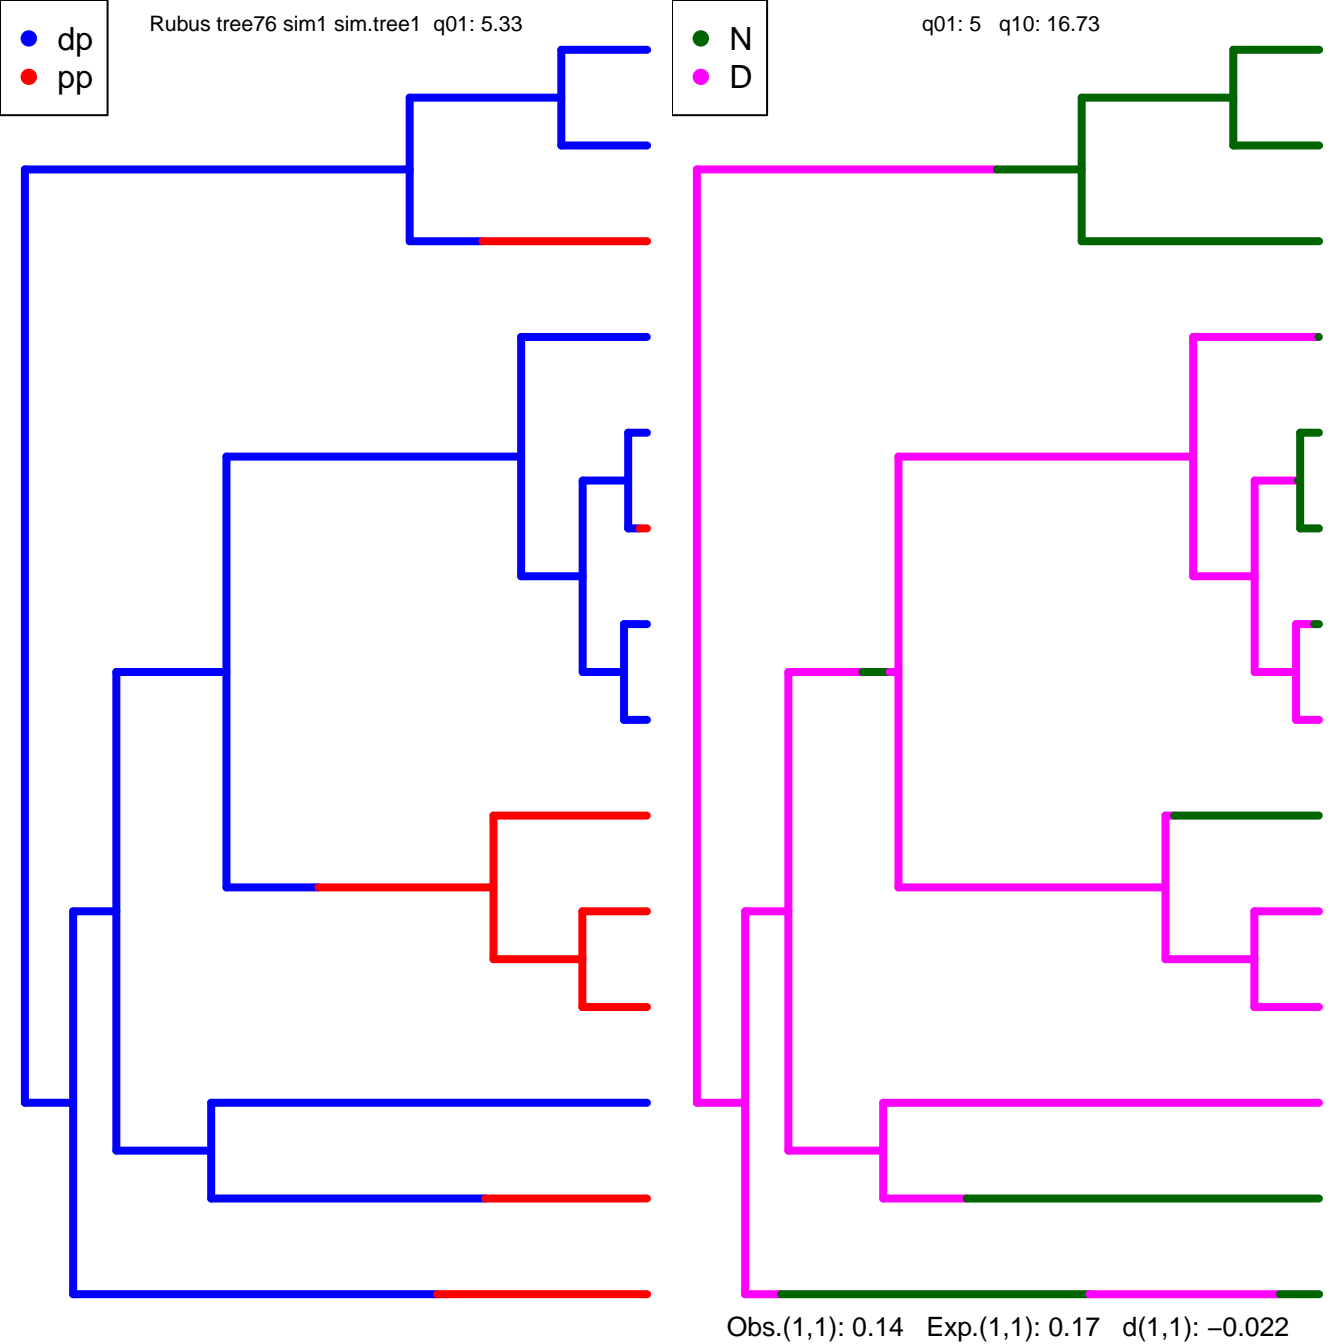 Rubus tree76 sim1 sim.tree1  q01: 5.33
dp
pp
q01: 5   q10: 16.73
N
D
Obs.(1,1): 0.14   Exp.(1,1): 0.17   d(1,1): −0.022